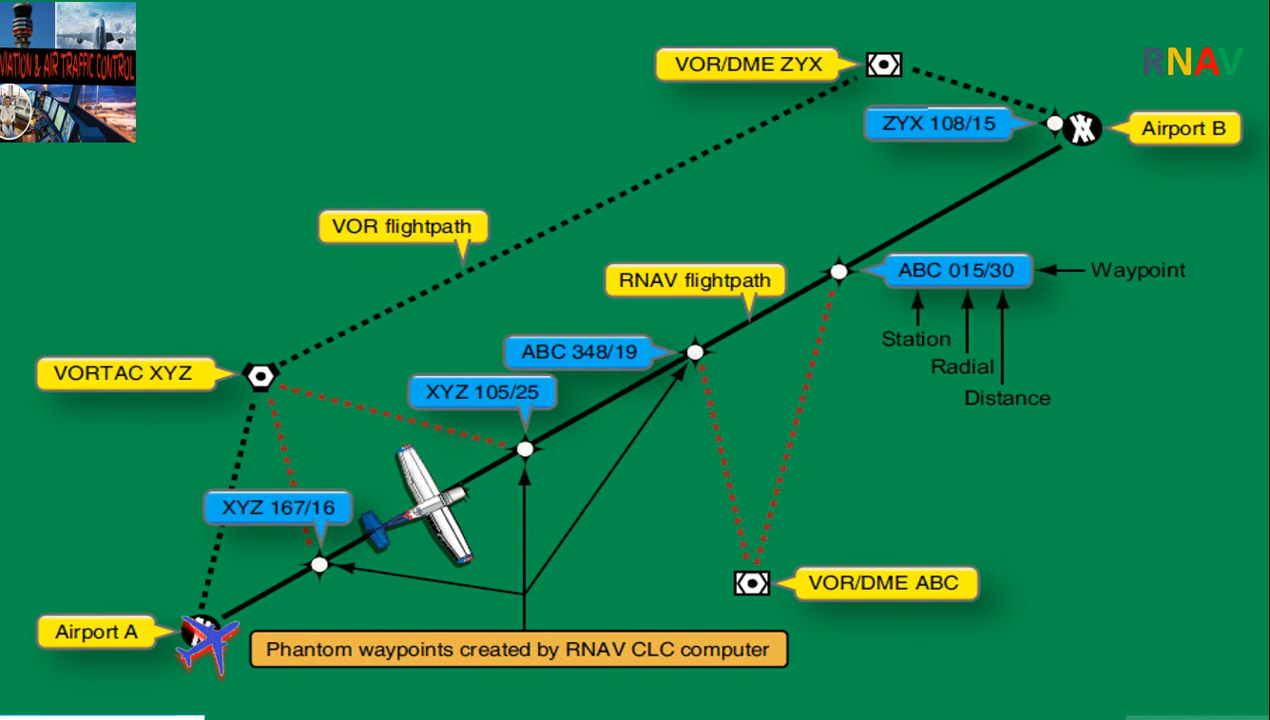 VIATION & AIR TRAFFIC CONTROL
RNAV
VOR/DME ZYX
ZYX 108/15
Airport B
VOR flightpath
RNAV flightpath
ABC 015/30
Waypoint
Station
Radial
Distance
ABC 348/19
VORTAC XYZ
XYZ 105/25
XYZ 167/16
VOR/DME ABC
Airport A
Phantom waypoints created by RNAV CLC computer